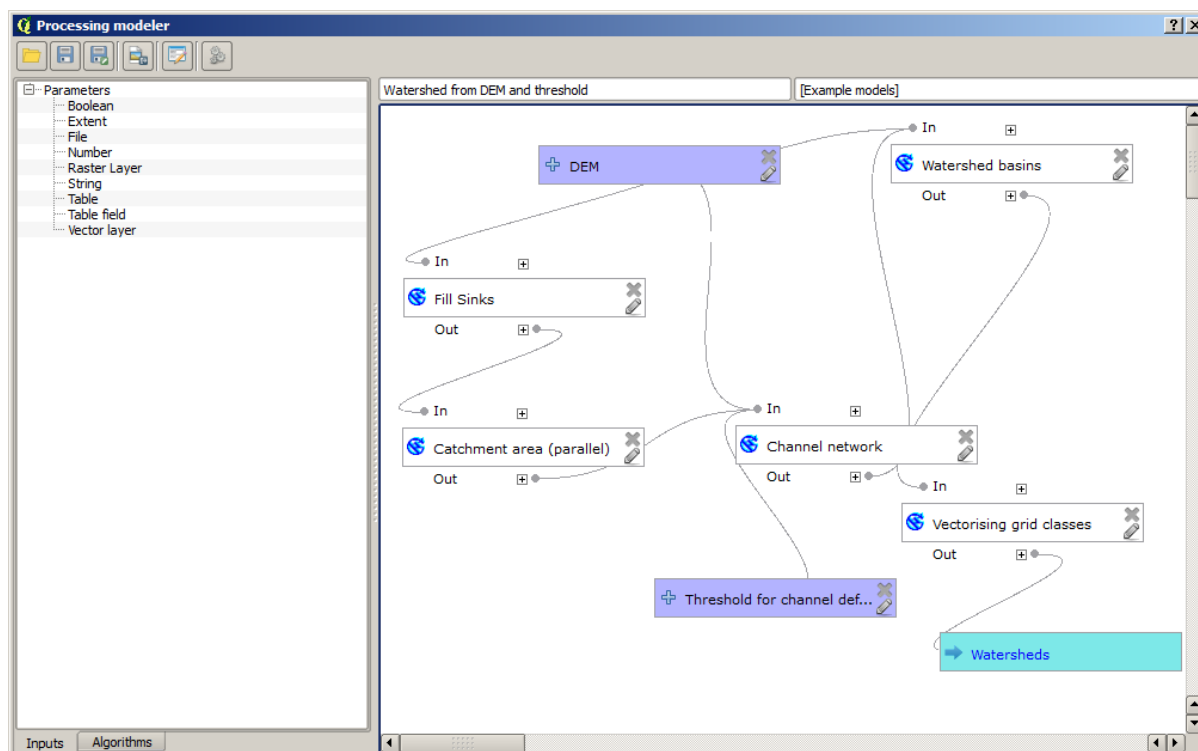 Processing modeler
Parameters
Boolean
Extent
File
Number
Raster Layer
String
Table
Table field
Vector layer
Inputs
Algorithms
Watershed from DEM and threshold
[Example models]
DEM
In
Watershed basins
Out
In
Fill Sinks
Out
In
Catchment area (parallel)
Out
In
Channel network
Out
In
Vectorising grid classes
Out
Threshold for channel def...
Watersheds